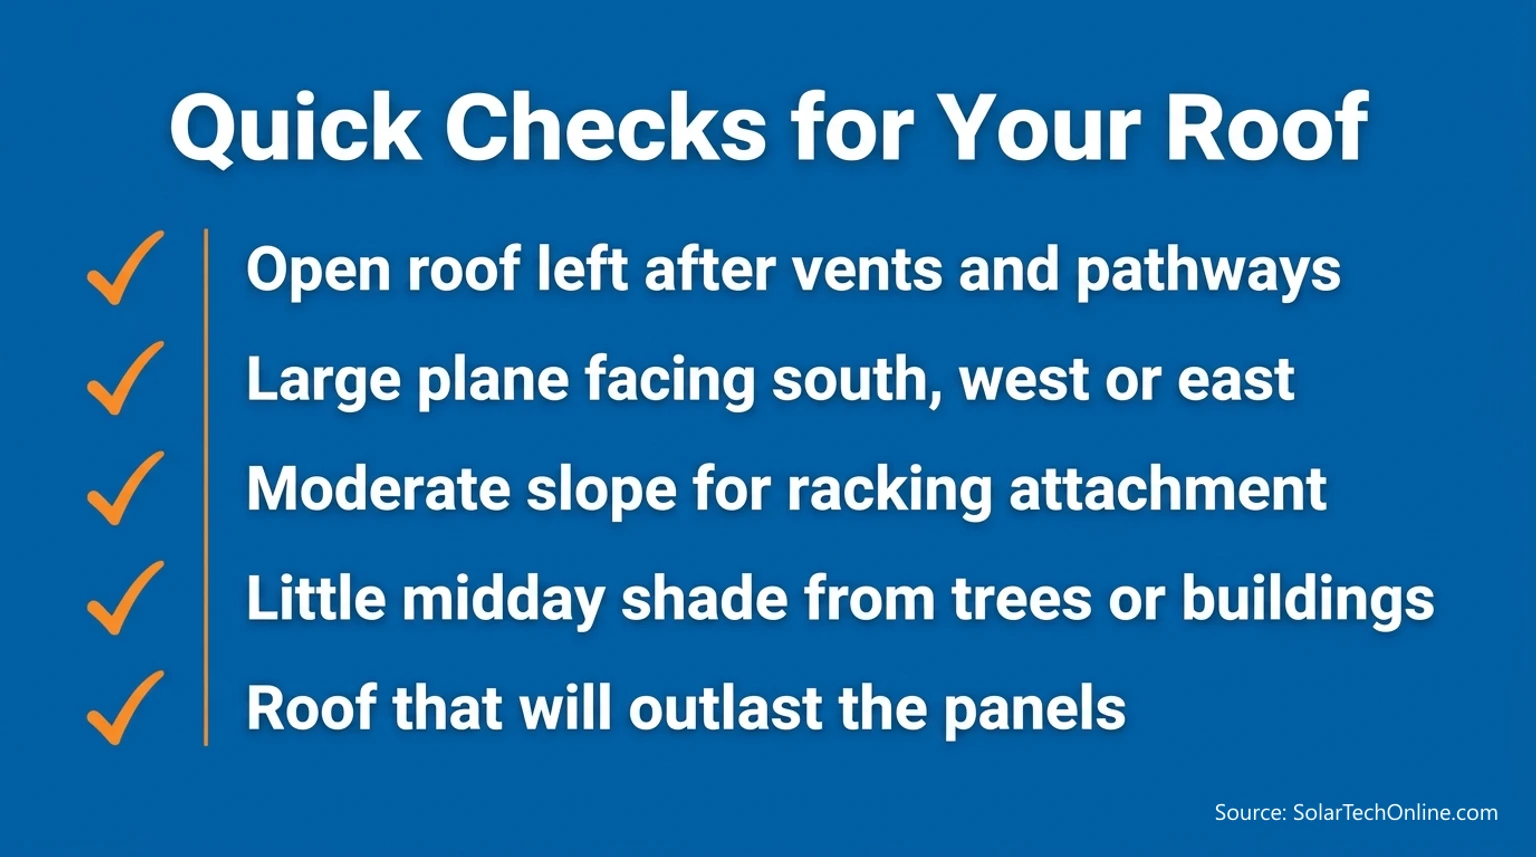 Quick Checks for Your Roof
Open roof left after vents and pathways
Large plane facing south, west or east
Moderate slope for racking attachment
Little midday shade from trees or buildings
Roof that will outlast the panels
Source: SolarTechOnline.com